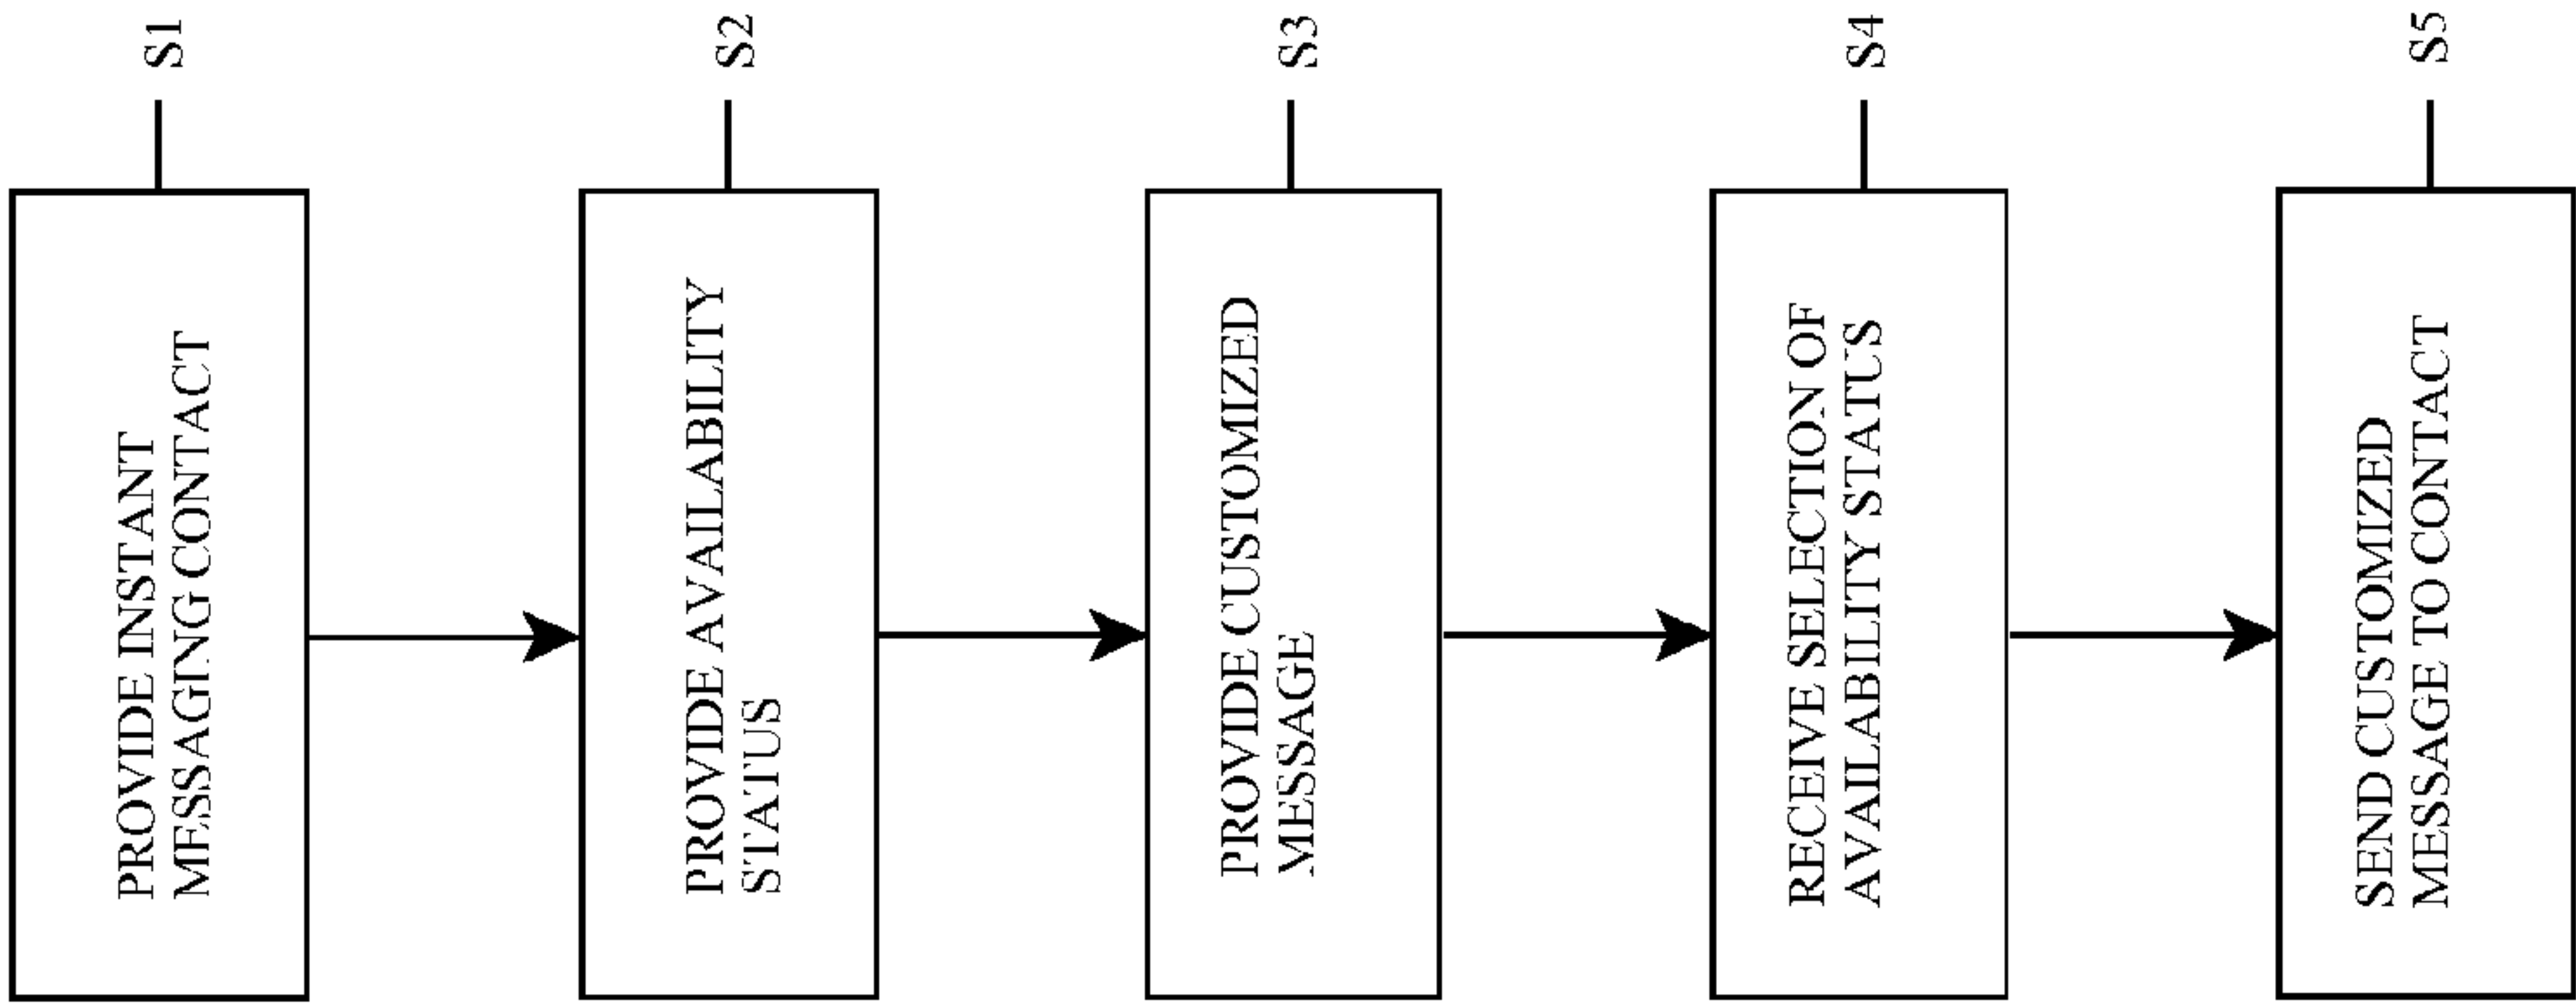 PROVIDE INSTANT
MESSAGING CONTACT
S1
PROVIDE AVAILABILITY
STATUS
S2
PROVIDE CUSTOMIZED
MESSAGE
S3
RECEIVE SELECTION OF
AVAILABILITY STATUS
S4
SEND CUSTOMIZED
MESSAGE TO CONTACT
S5